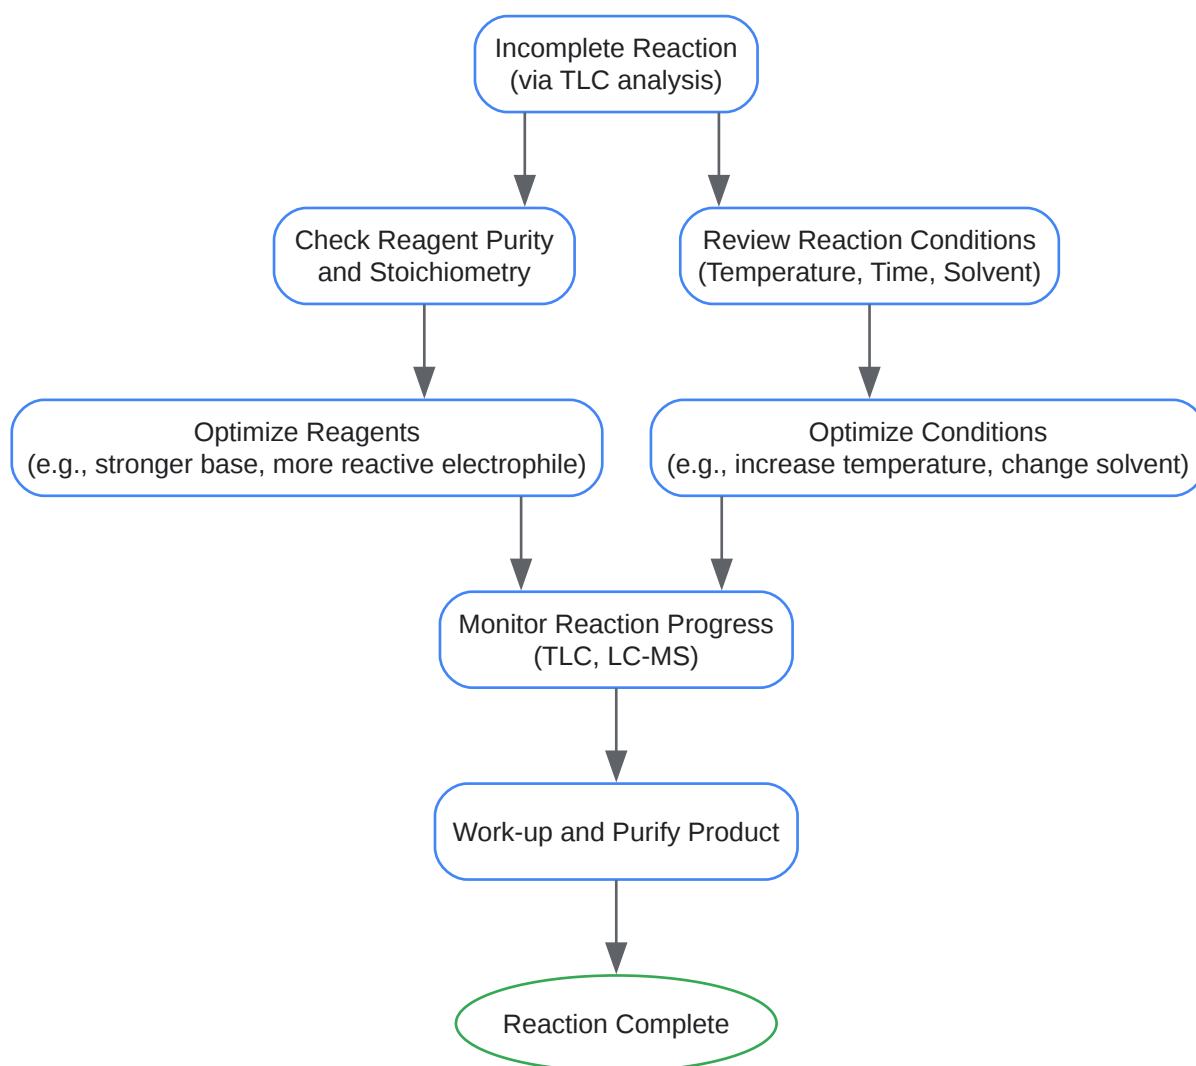 Incomplete Reaction
(via TLC analysis)
Check Reagent Purity
and Stoichiometry
Review Reaction Conditions
(Temperature, Time, Solvent)
Optimize Reagents
(e.g., stronger base, more reactive electrophile)
Optimize Conditions
(e.g., increase temperature, change solvent)
Monitor Reaction Progress
(TLC, LC-MS)
Work-up and Purify Product
Reaction Complete